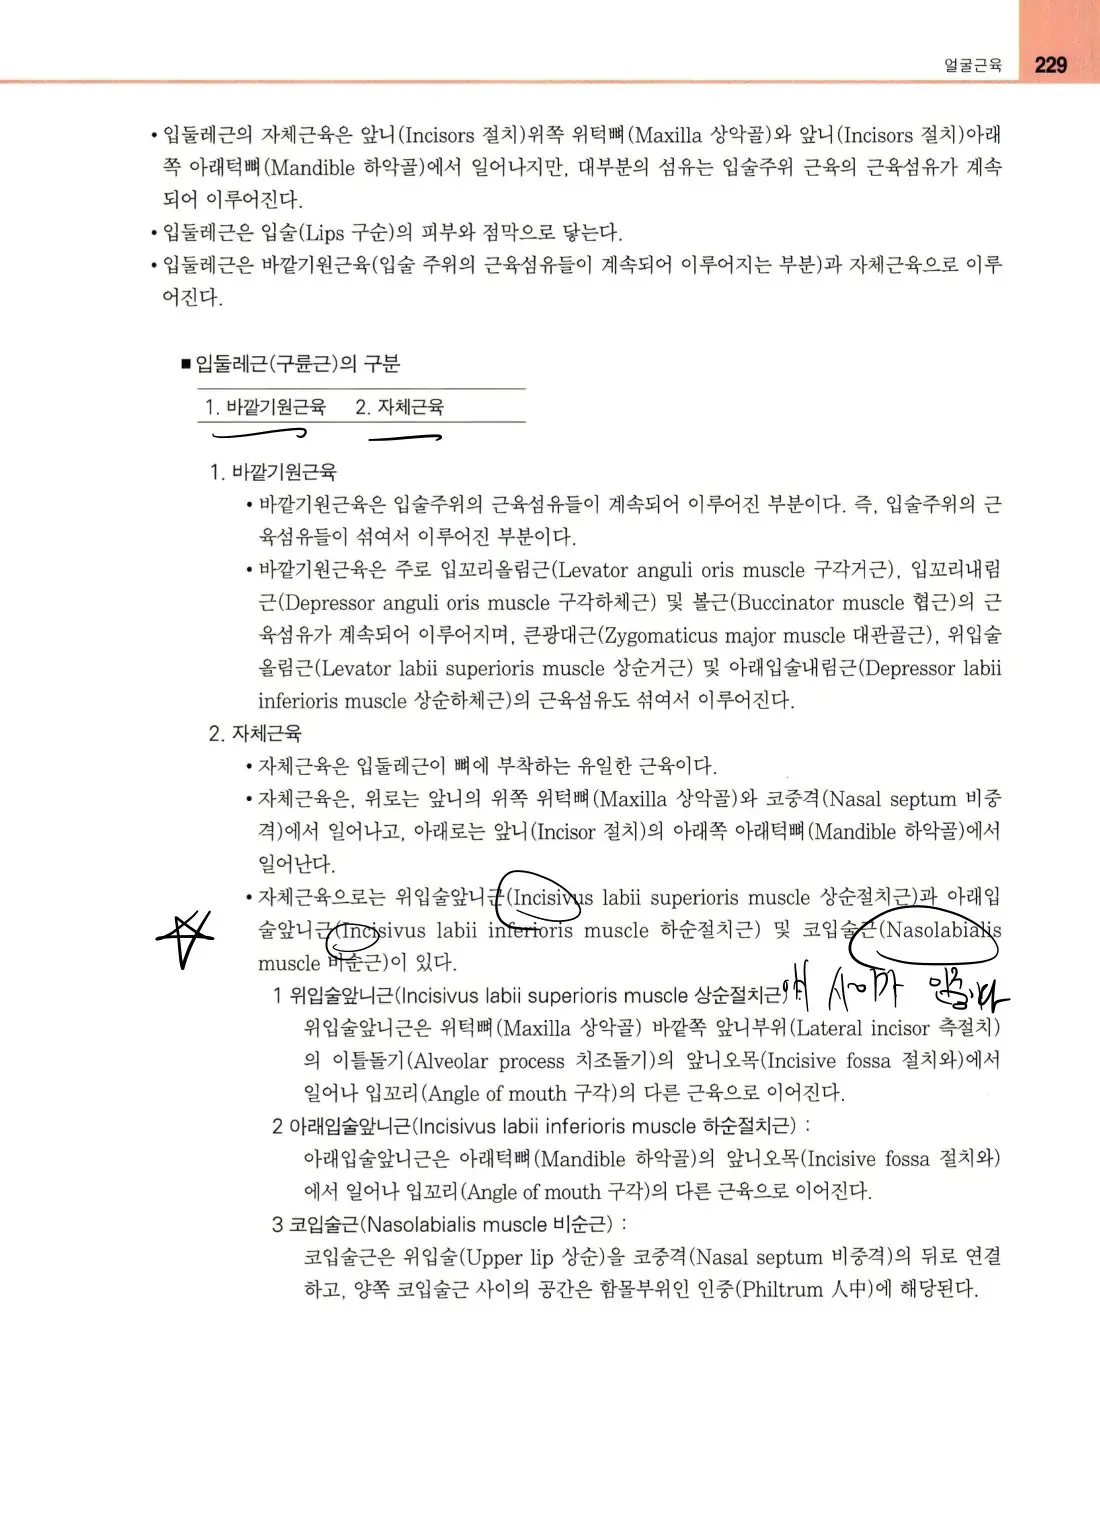 얼굴근육 229
• 입둘레근의 자체근육은 앞니(Incisors 절치)위쪽 위턱뼈(Maxilla 상악골)와 앞니(Incisors 절치)아래
쪽 아래턱뼈(Mandible 하악골)에서 일어나지만, 대부분의 섬유는 입술주위 근육의 근육섬유가 계속
되어 이루어진다.
• 입둘레근은 입술(Lips 구순)의 피부와 점막으로 닿는다.
• 입둘레근은 바깥기원근육(입술 주위의 근육섬유들이 계속되어 이루어지는 부분)과 자체근육으로 이루
어진다.
■ 입둘레근(구륜근)의 구분
1. 바깥기원근육 2. 자체근육
1. 바깥기원근육
• 바깥기원근육은 입술주위의 근육섬유들이 계속되어 이루어진 부분이다. 즉, 입술주위의 근
육섬유들이 섞여서 이루어진 부분이다.
• 바깥기원근육은 주로 입꼬리올림근(Levator anguli oris muscle 구각거근), 입꼬리내림
근(Depressor anguli oris muscle 구각하체근) 및 볼근(Buccinator muscle 협근)의 근
육섬유가 계속되어 이루어지며, 큰광대근(Zygomaticus major muscle 대관골근), 위입술
올림근(Levator labii superioris muscle 상순거근) 및 아래입술내림근(Depressor labii
inferioris muscle 상순하체근)의 근육섬유도 섞여서 이루어진다.
2. 자체근육
• 자체근육은 입둘레근이 뼈에 부착하는 유일한 근육이다.
• 자체근육은, 위로는 앞니의 위쪽 위턱뼈(Maxilla 상악골)와 코중격(Nasal septum 비중
격)에서 일어나고, 아래로는 앞니(Incisor 절치)의 아래쪽 아래턱뼈(Mandible 하악골)에서
일어난다.
• 자체근육으로는 위입술앞니근(Incisivus labii superioris muscle 상순절치근)과 아래입
술앞니근(Incisivus labii inferioris muscle 하순절치근) 및 코입술근(Nasolabialis
muscle 비순근)이 있다.
1 위입술앞니근(Incisivus labii superioris muscle 상순절치근)
위입술앞니근은 위턱뼈(Maxilla 상악골) 바깥쪽 앞니부위(Lateral incisor 측절치)
의 이틀돌기(Alveolar process 치조돌기)의 앞니오목(Incisive fossa 절치와)에서
일어나 입꼬리(Angle of mouth 구각)의 다른 근육으로 이어진다.
2 아래입술앞니근(Incisivus labii inferioris muscle 하순절치근) :
아래입술앞니근은 아래턱뼈(Mandible 하악골)의 앞니오목(Incisive fossa 절치와)
에서 일어나 입꼬리(Angle of mouth 구각)의 다른 근육으로 이어진다.
3 코입술근(Nasolabialis muscle 비순근) :
코입술근은 위입술(Upper lip 상순)을 코중격(Nasal septum 비중격)의 뒤로 연결
하고, 양쪽 코입술근 사이의 공간은 함몰부위인 인중(Philtrum 人中)에 해당된다.